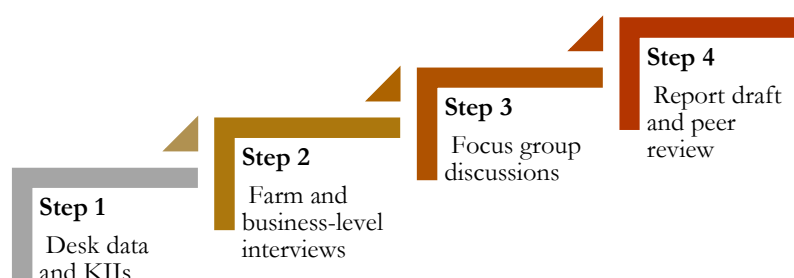 Step 1
Desk data
and KIIs
Step 2
Farm and
business-level
interviews
Step 3
Focus group
discussions
Step 4
Report draft
and peer
review